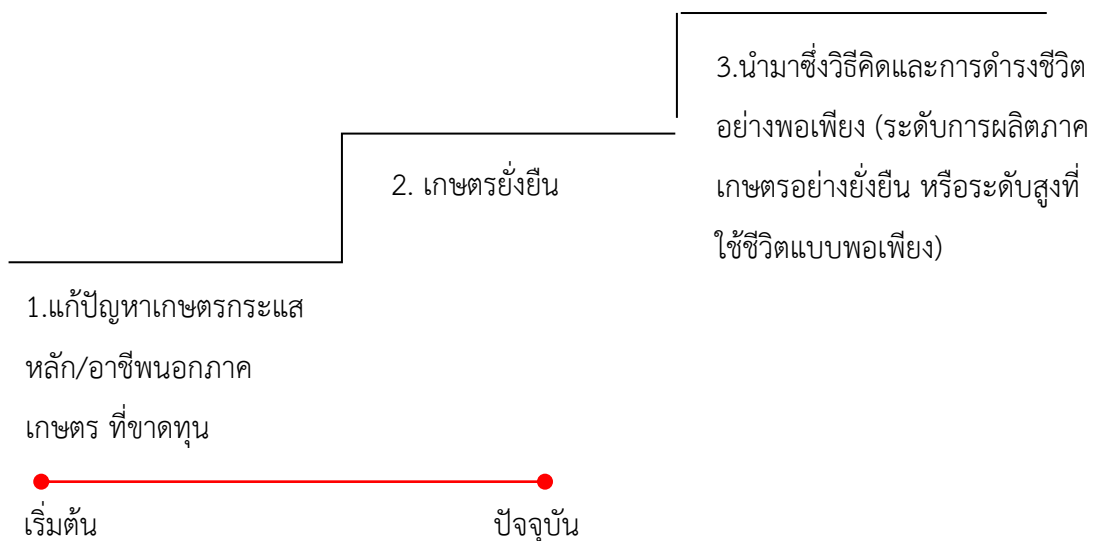 3.นำมาซึ่งวิธีคิดและการดำรงชีวิต
อย่างพอเพียง (ระดับการผลิตภาค
เกษตรอย่างยั่งยืน หรือระดับสูงที่
ใช้ชีวิตแบบพอเพียง)
2. เกษตรยั่งยืน
1.แก้ปัญหาเกษตรกระแส
หลัก/อาชีพนอกภาค
เกษตร ที่ขาดทุน
เริ่มต้น
ปัจจุบัน